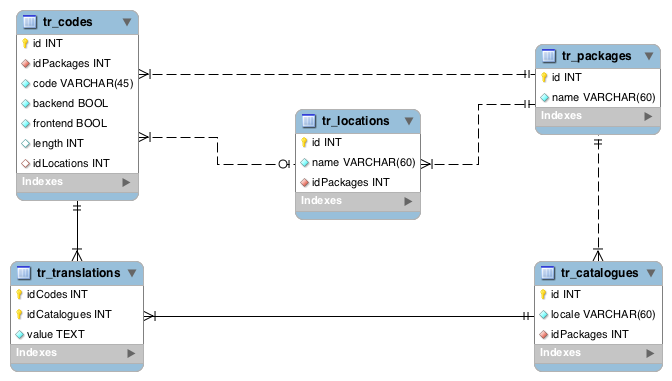 tr_codes
id INT
idPackages INT
code VARCHAR(45)
backend BOOL
frontend BOOL
length INT
idLocations INT
Indexes
tr_packages
id INT
name VARCHAR(60)
Indexes
tr_locations
id INT
name VARCHAR(60)
idPackages INT
Indexes
tr_translations
idCodes INT
idCatalogues INT
value TEXT
Indexes
tr_catalogues
id INT
locale VARCHAR(60)
idPackages INT
Indexes